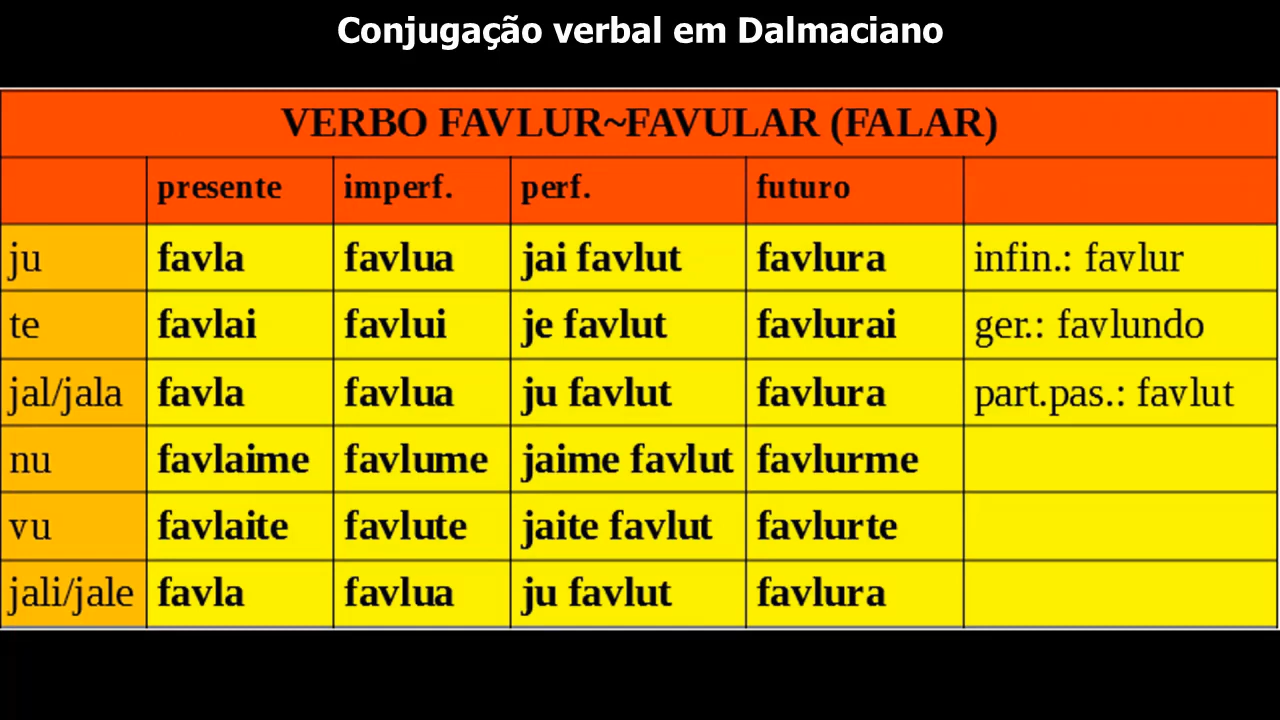 Conjugação verbal em Dalmaciano
VERBO FAVLUR~FAVULAR (FALAR)
presente imperf. perf. futuro
ju favla favlua jai favlut favlura infin.: favlur
te favlai favlui je favlut favlurai ger.: favlundo
jal/jala favla favlua ju favlut favlura part.pas.: favlut
nu favlaime favlume jaime favlut favlurme
vu favlaite favlute jaite favlut favlurte
jali/jale favla favlua ju favlut favlura